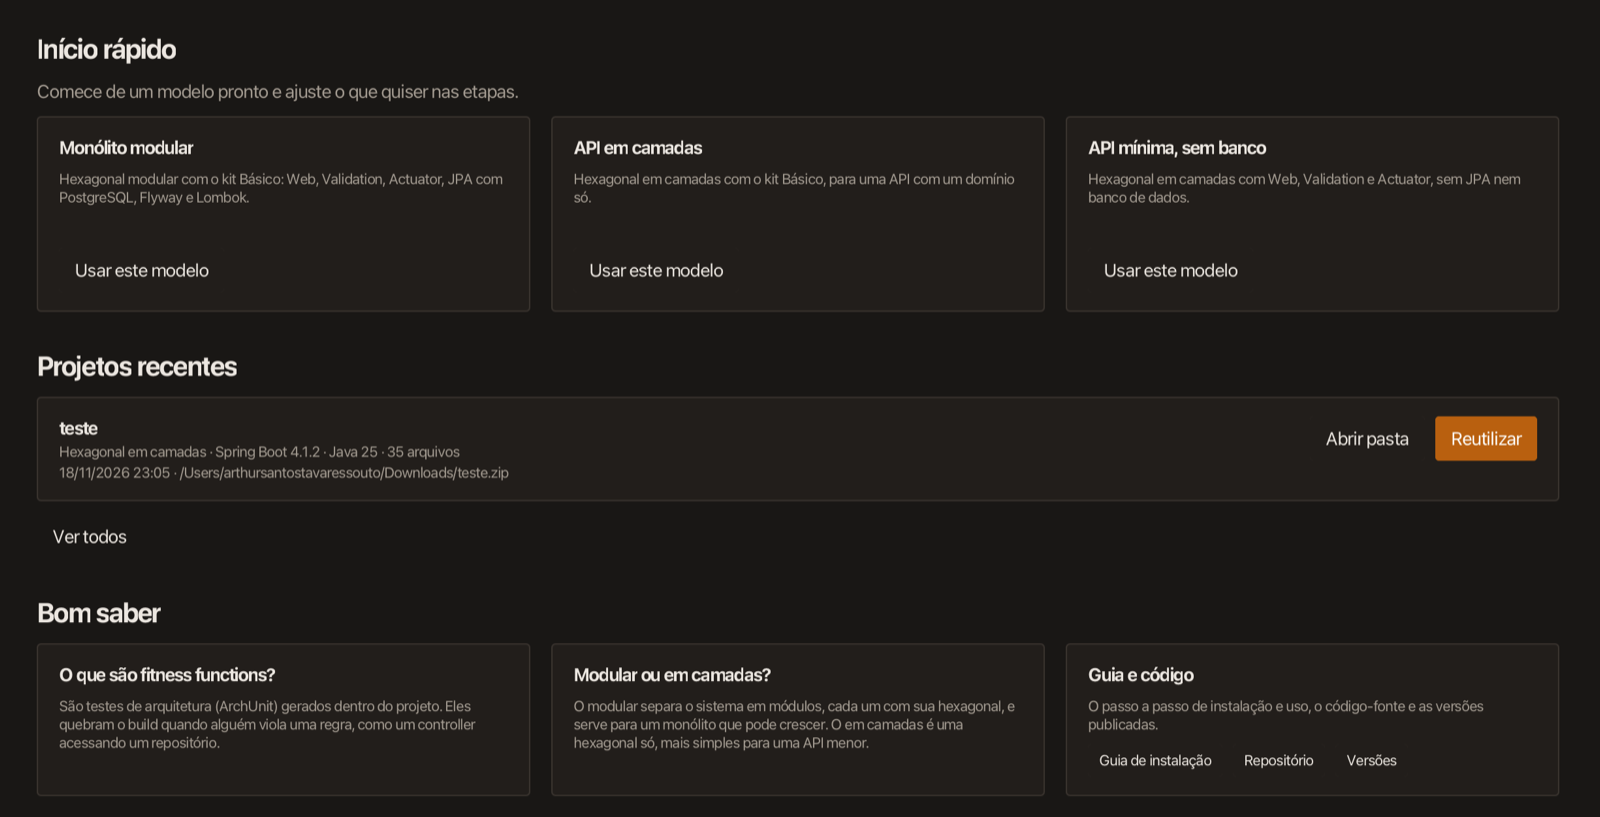 Início rápido
Comece de um modelo pronto e ajuste o que quiser nas etapas.
Monólito modular
Hexagonal modular com o kit Básico: Web, Validation, Actuator, JPA com
PostgreSQL, Flyway e Lombok.
Usar este modelo
API em camadas
Hexagonal em camadas com o kit Básico, para uma API com um domínio
só.
Usar este modelo
API mínima, sem banco
Hexagonal em camadas com Web, Validation e Actuator, sem JPA nem
banco de dados.
Usar este modelo
Projetos recentes
teste
Hexagonal em camadas · Spring Boot 4.1.2 · Java 25 · 35 arquivos
18/11/2026 23:05 · /Users/arthursantostavaressouto/Downloads/teste.zip
Abrir pasta
Reutilizar
Ver todos
Bom saber
O que são fitness functions?
São testes de arquitetura (ArchUnit) gerados dentro do projeto. Eles
quebram o build quando alguém viola uma regra, como um controller
acessando um repositório.
Modular ou em camadas?
O modular separa o sistema em módulos, cada um com sua hexagonal, e
serve para um monólito que pode crescer. O em camadas é uma
hexagonal só, mais simples para uma API menor.
Guia e código
O passo a passo de instalação e uso, o código-fonte e as versões
publicadas.
Guia de instalação
Repositório
Versões